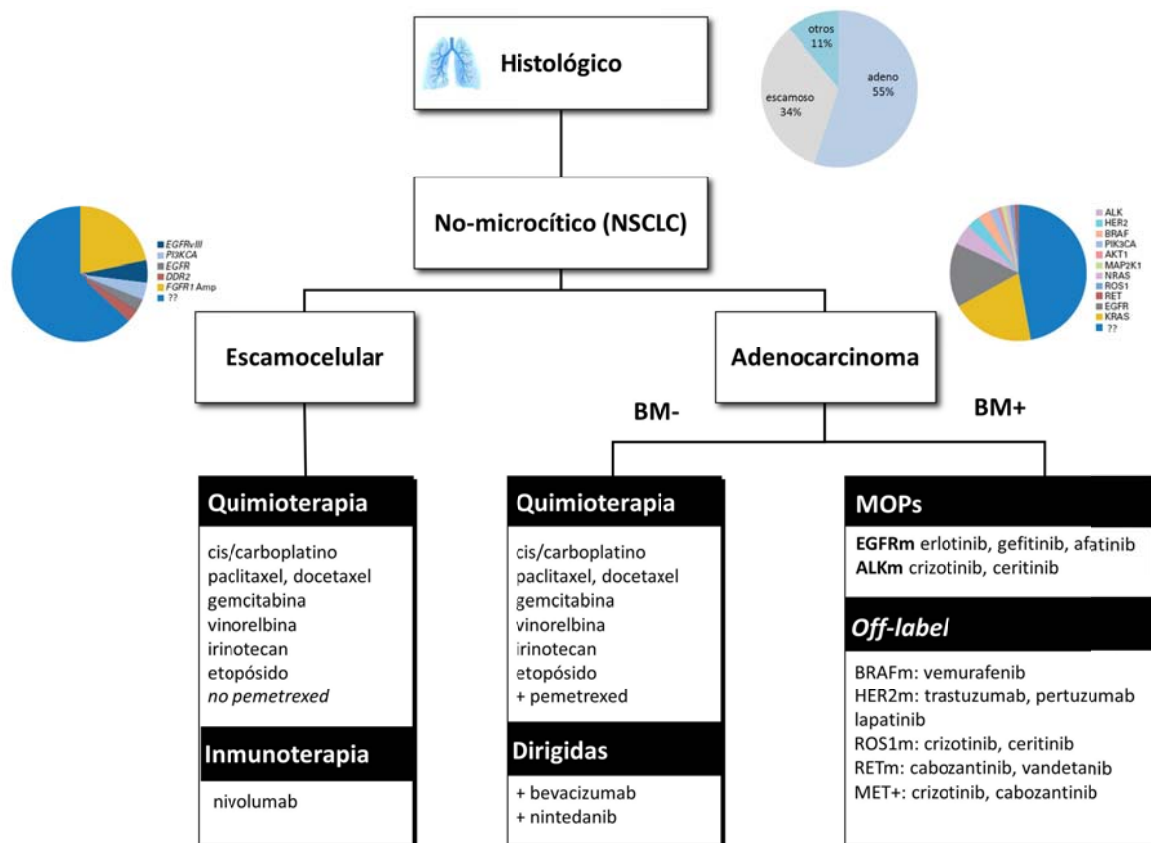 Histológico
otros
11%
adeno
55%
escamoso
34%
No-microcítico (NSCLC)
EGFRvIII
PI3KCA
EGFR
DDR2
FGFR1 Amp
??
ALK
HER2
BRAF
PIK3CA
AKT1
MAP2K1
NRAS
ROS1
RET
EGFR
KRAS
??
Escamocelular
Adenocarcinoma
BM-
BM+
Quimioterapia
cis/carboplatino
paclitaxel, docetaxel
gemcitabina
vinorelbina
irinotecan
etopósido
no pemetrexed
Inmunoterapia
nivolumab
Quimioterapia
cis/carboplatino
paclitaxel, docetaxel
gemcitabina
vinorelbina
irinotecan
etopósido
+ pemetrexed
Dirigidas
+ bevacizumab
+ nintedanib
MOPs
EGFRm erlotinib, gefitinib, afatinib
ALKm crizotinib, ceritinib
Off-label
BRAFm: vemurafenib
HER2m: trastuzumab, pertuzumab
lapatinib
ROS1m: crizotinib, ceritinib
RETm: cabozantinib, vandetanib
MET+: crizotinib, cabozantinib